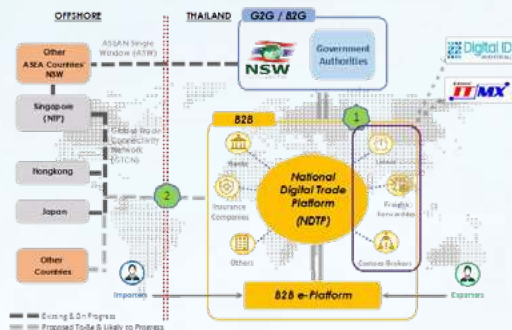 OFFSHORE
THAILAND
G2G / B2G
Other
ASEA Countries'
NSW
ASEAN Single
Window (ASW)
NSW
Government
Authorities
Digital ID
ITMX
Singapore
(NTP)
Global Trade
Connectivity
Network
(GTCN)
Hongkong
Japan
Other
Countries
2
1
B2B
Banks
Insurance
Companies
Others
National
Digital Trade
Platform
(NDTP)
Liner
Freight
Forwarders
Customs Brokers
Importers
B2B e-Platform
Exporters
Existing & On Progress
Proposed To-Be & Likely to Progress